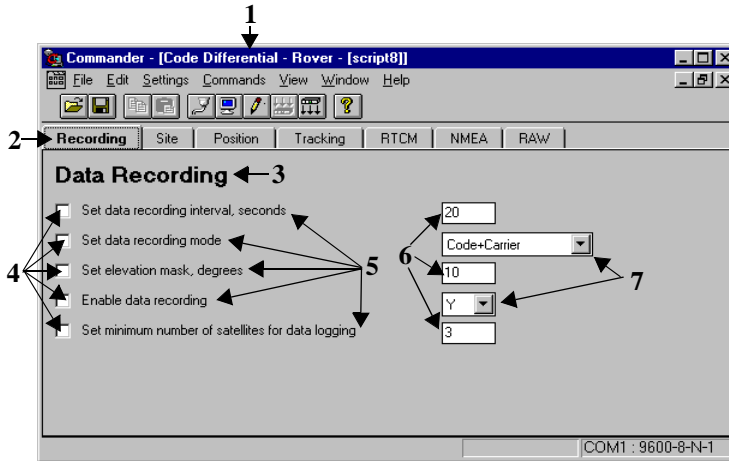 1
Commander - [Code Differential - Rover - [script8]]
File Edit Settings Commands View Window Help
2 Recording Site Position Tracking RTCM NMEA RAW
Data Recording 3
Set data recording interval, seconds 20
Set data recording mode Code+Carrier
4 Set elevation mask, degrees 5 6 10 7
Enable data recording Y
Set minimum number of satellites for data logging 3
COM1 : 9600-8-N-1